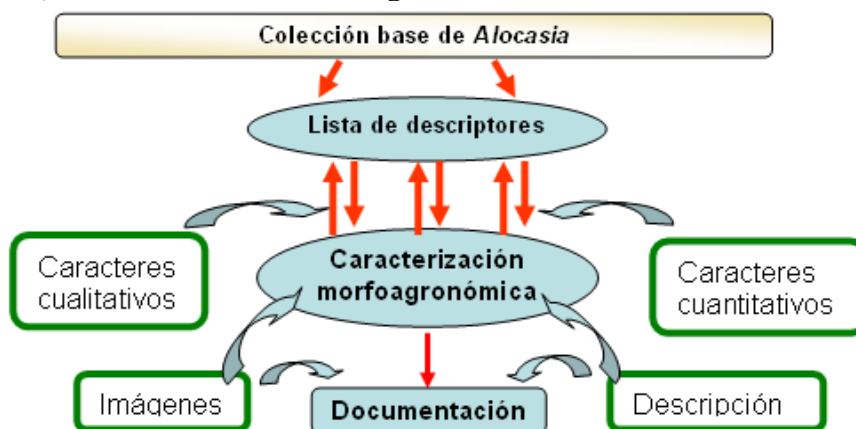 Colección base de Alocasia
Lista de descriptores
Caracteres
cualitativos
Caracterización
morfoagronómica
Caracteres
cuantitativos
Imágenes
Documentación
Descripción